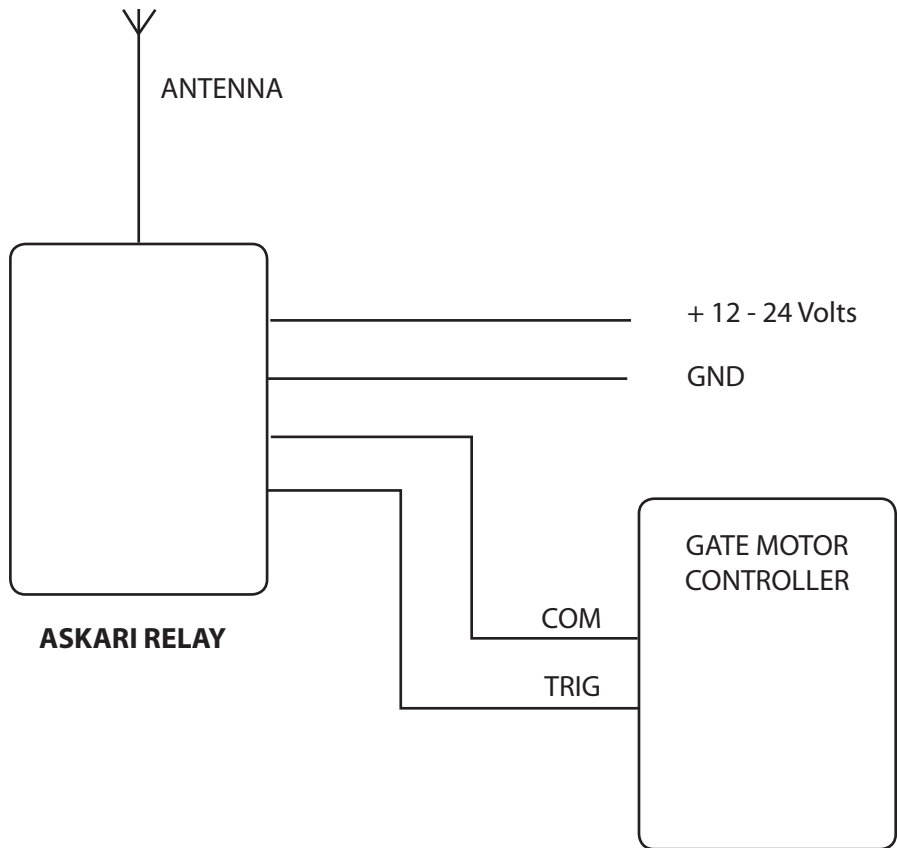 ANTENNA
+ 12 - 24 Volts
GND
GATE MOTOR
CONTROLLER
COM
ASKARI RELAY
TRIG